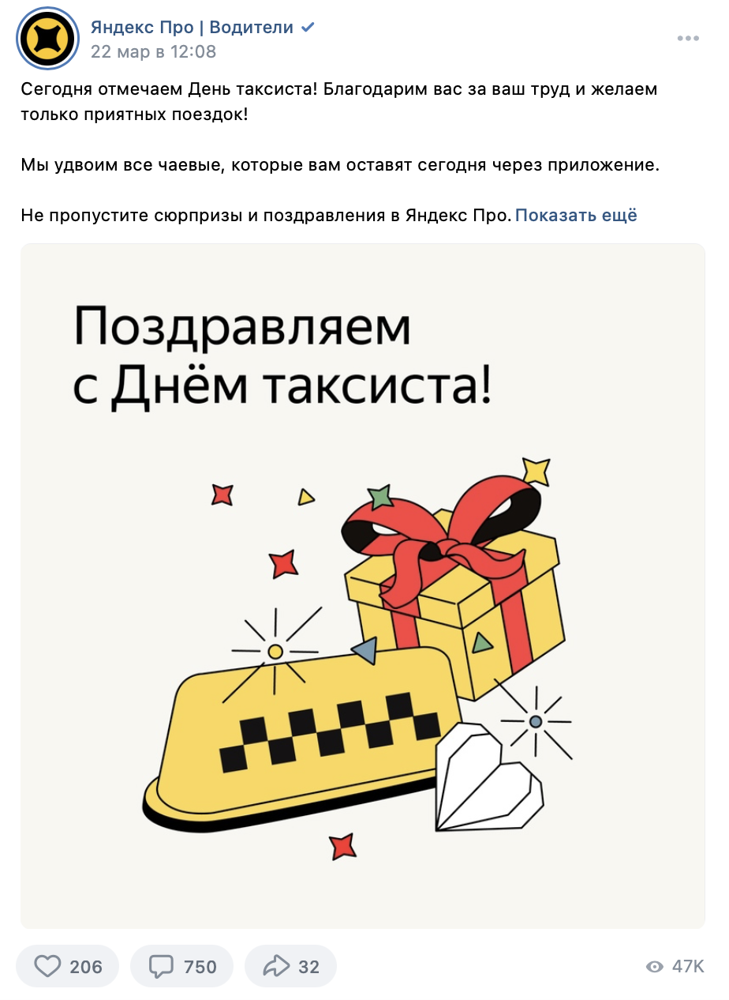 Яндекс Про | Водители
22 мар в 12:08
Сегодня отмечаем День таксиста! Благодарим вас за ваш труд и желаем
только приятных поездок!
Мы удвоим все чаевые, которые вам оставят сегодня через приложение.
Не пропустите сюрпризы и поздравления в Яндекс Про. Показать ещё
Поздравляем
с Днём таксиста!
206 750 32 47K